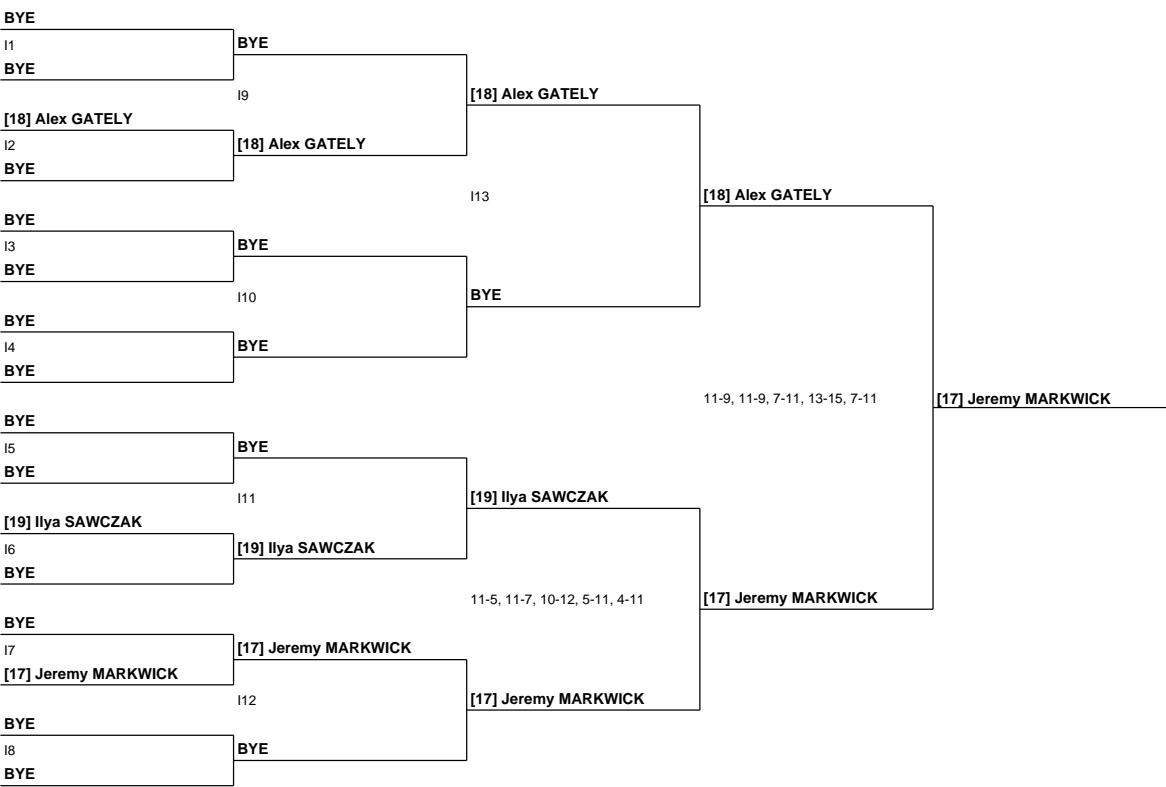 BYE
I1
BYE
BYE
I9
[18] Alex GATELY
[18] Alex GATELY
I2
[18] Alex GATELY
BYE
I13
[18] Alex GATELY
BYE
I3
BYE
BYE
I10
BYE
BYE
I4
BYE
BYE
11-9, 11-9, 7-11, 13-15, 7-11
[17] Jeremy MARKWICK
BYE
I5
BYE
BYE
I11
[19] Ilya SAWCZAK
[19] Ilya SAWCZAK
I6
[19] Ilya SAWCZAK
BYE
11-5, 11-7, 10-12, 5-11, 4-11
[17] Jeremy MARKWICK
BYE
I7
[17] Jeremy MARKWICK
[17] Jeremy MARKWICK
I12
[17] Jeremy MARKWICK
BYE
I8
BYE
BYE